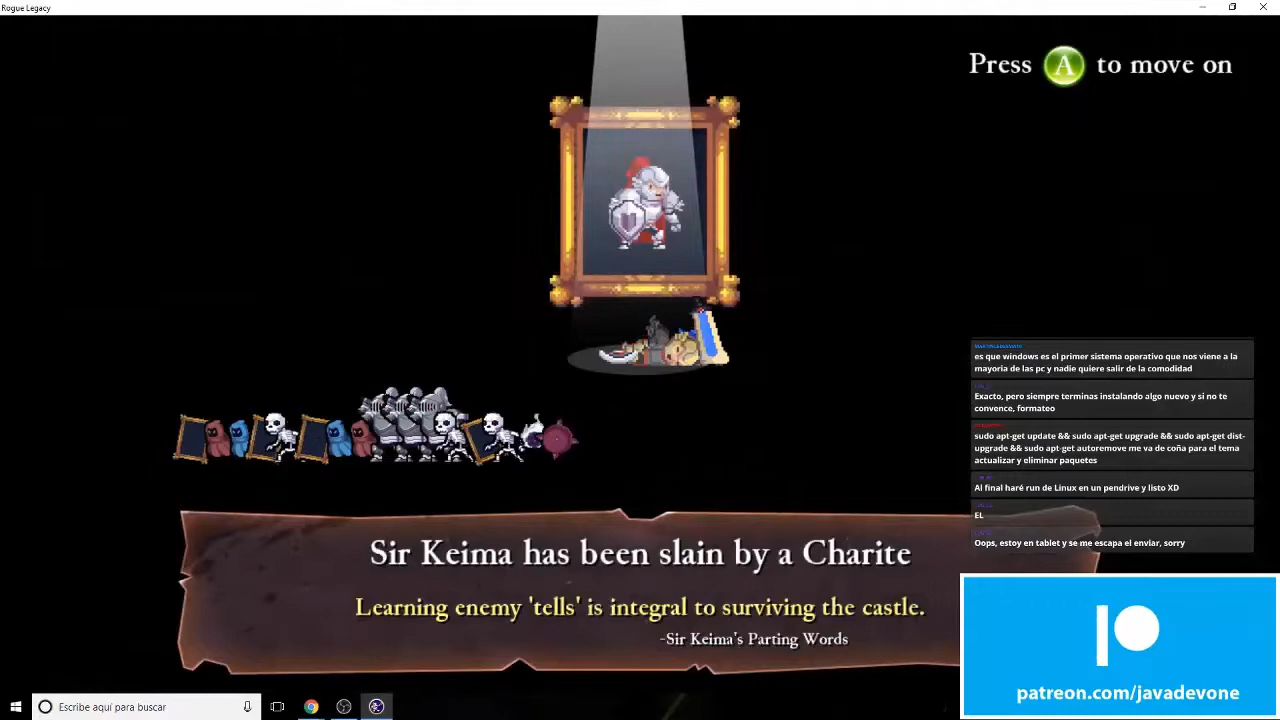 Rogue Legacy
Press A to move on
es que windows es el primer sistema operativo que nos viene a la
mayoria de las pc y nadie quiere salir de la comodidad
Exacto, pero siempre terminas instalando algo nuevo y si no te
convence, formateo
sudo apt-get update && sudo apt-get upgrade && sudo apt-get dist-
upgrade && sudo apt-get autoremove me va de coña para el tema
actualizar y eliminar paquetes
Al final haré run de Linux en un pendrive y listo XD
EL
Oops, estoy en tablet y se me escapa el enviar, sorry
Sir Keima has been slain by a Charite
Learning enemy 'tells' is integral to surviving the castle.
-Sir Keima's Parting Words
patreon.com/javadevone
Escribe aquí para buscar